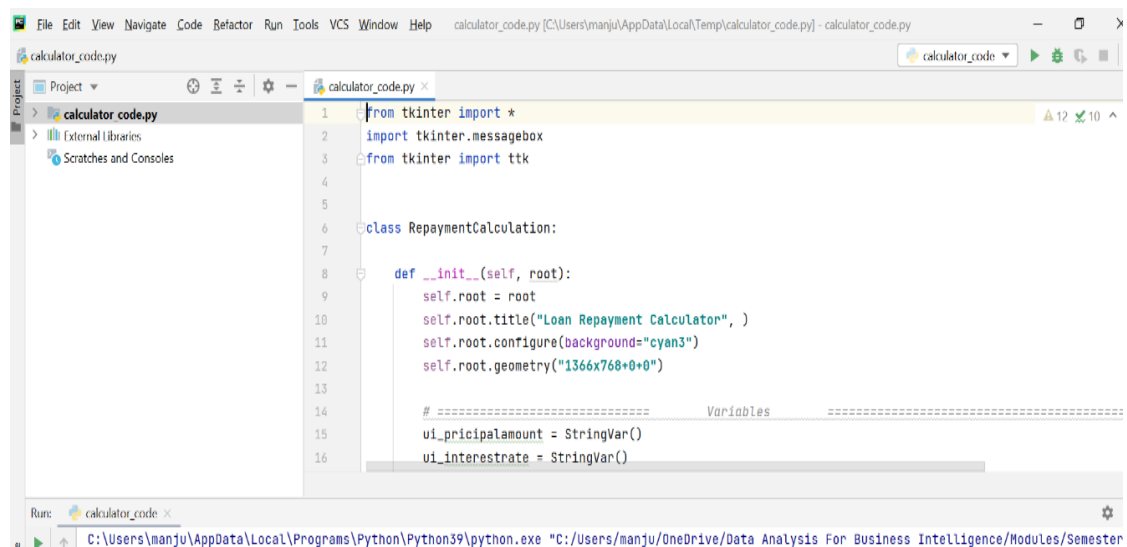 File Edit View Navigate Code Refactor Run Tools VCS Window Help calculator_code.py [C:\Users\manju\AppData\Local\Temp\calculator_code.py] - calculator_code.py
calculator_code.py calculator_code
Project Project calculator_code.py
calculator_code.py
External Libraries
Scratches and Consoles
12 10
1 from tkinter import *
2 import tkinter.messagebox
3 from tkinter import ttk
4
5
6 class RepaymentCalculation:
7
8 def __init__(self, root):
9 self.root = root
10 self.root.title("Loan Repayment Calculator", )
11 self.root.configure(background="cyan3")
12 self.root.geometry("1366x768+0+0")
13
14 # ============================== Variables ==========================================
15 ui_pricipalamount = StringVar()
16 ui_interestrate = StringVar()
Run: calculator_code
C:\Users\manju\AppData\Local\Programs\Python\Python39\python.exe "C:/Users/manju/OneDrive/Data Analysis For Business Intelligence/Modules/Semester